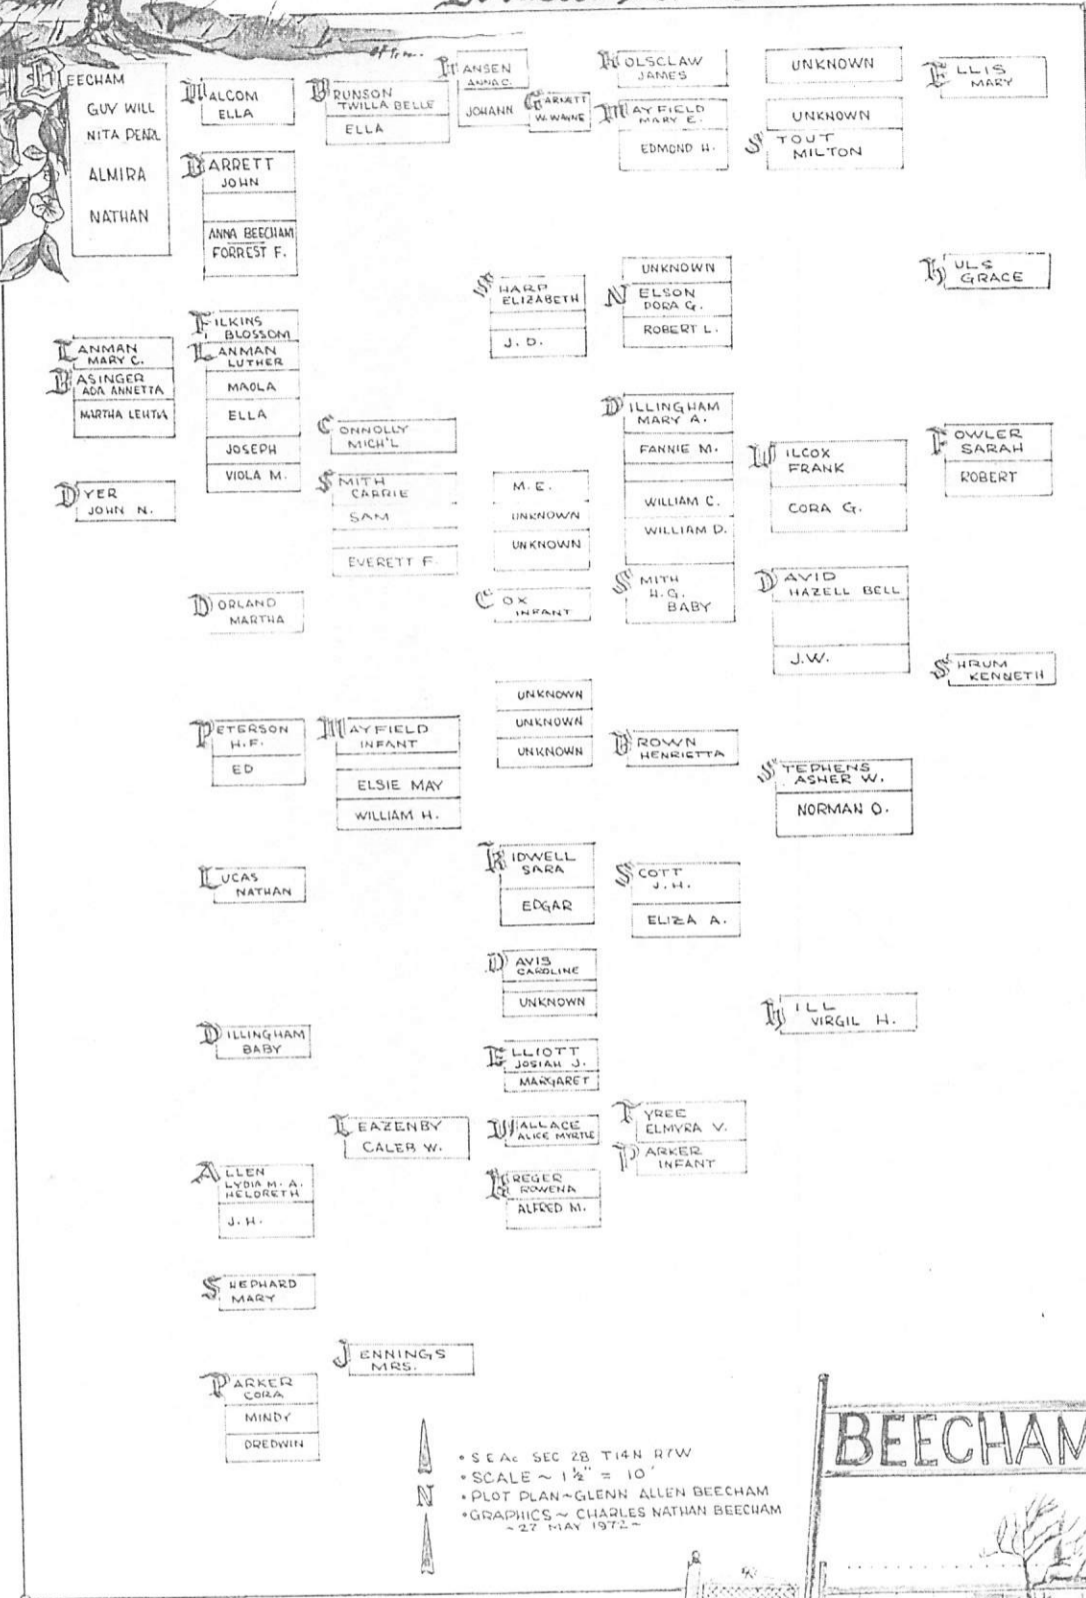 BEECHAM
GUY WILL
NITA PEARL
ALMIRA
NATHAN
MALCOM
ELLA
BARRETT
JOHN
ANNA BEECHAM
FORREST F.
BRUNSON
TWILLA BELLE
ELLA
HANSEN
ANNA C.
JOHANN
GARNETT
W. WAYNE
HOLSCLAW
JAMES
MAYFIELD
MARY E.
EDMOND H.
UNKNOWN
UNKNOWN
STOUT
MILTON
ELLIS
MARY
SHARP
ELIZABETH
J. D.
UNKNOWN
NELSON
DORA G.
ROBERT L.
HULS
GRACE
LANMAN
MARY C.
BASINGER
ADA ANNETTA
MARTHA LEHTIA
DYER
JOHN N.
FILKINS
BLOSSOM
LANMAN
LUTHER
MAOLA
ELLA
JOSEPH
VIOLA M.
CONNOLLY
MICH'L
SMITH
CARRIE
SAM
EVERETT F.
M. E.
UNKNOWN
UNKNOWN
COX
INFANT
DILLINGHAM
MARY A.
FANNIE M.
WILLIAM C.
WILLIAM D.
SMITH
H.G.
BABY
WILCOX
FRANK
CORA G.
FOWLER
SARAH
ROBERT
DAVID
HAZELL BELL
J.W.
SHRUM
KENNETH
DORLAND
MARTHA
PETERSON
H.F.
ED
MAYFIELD
INFANT
ELSIE MAY
WILLIAM H.
UNKNOWN
UNKNOWN
UNKNOWN
BROWN
HENRIETTA
STEPHENS
ASHER W.
NORMAN O.
LUCAS
NATHAN
KIDWELL
SARA
EDGAR
SCOTT
J. H.
ELIZA A.
DAVIS
CAROLINE
UNKNOWN
HILL
VIRGIL H.
DILLINGHAM
BABY
ELLIOTT
JOSIAH J.
MARGARET
LEAZENBY
CALEB W.
WALLACE
ALICE MYRTLE
TYREE
ELMYRA V.
PARKER
INFANT
ALLEN
LYDIA M. A.
HELDRETH
J. H.
KREGER
ROWENA
ALFRED M.
SHEPHARD
MARY
JENNINGS
MRS.
PARKER
CORA
MINDY
DREDWIN
N
• S E Ac SEC 28 T14N R7W
• SCALE ~ 1½" = 10'
• PLOT PLAN ~ GLENN ALLEN BEECHAM
• GRAPHICS ~ CHARLES NATHAN BEECHAM
~ 27 MAY 1972 ~
BEECHAM